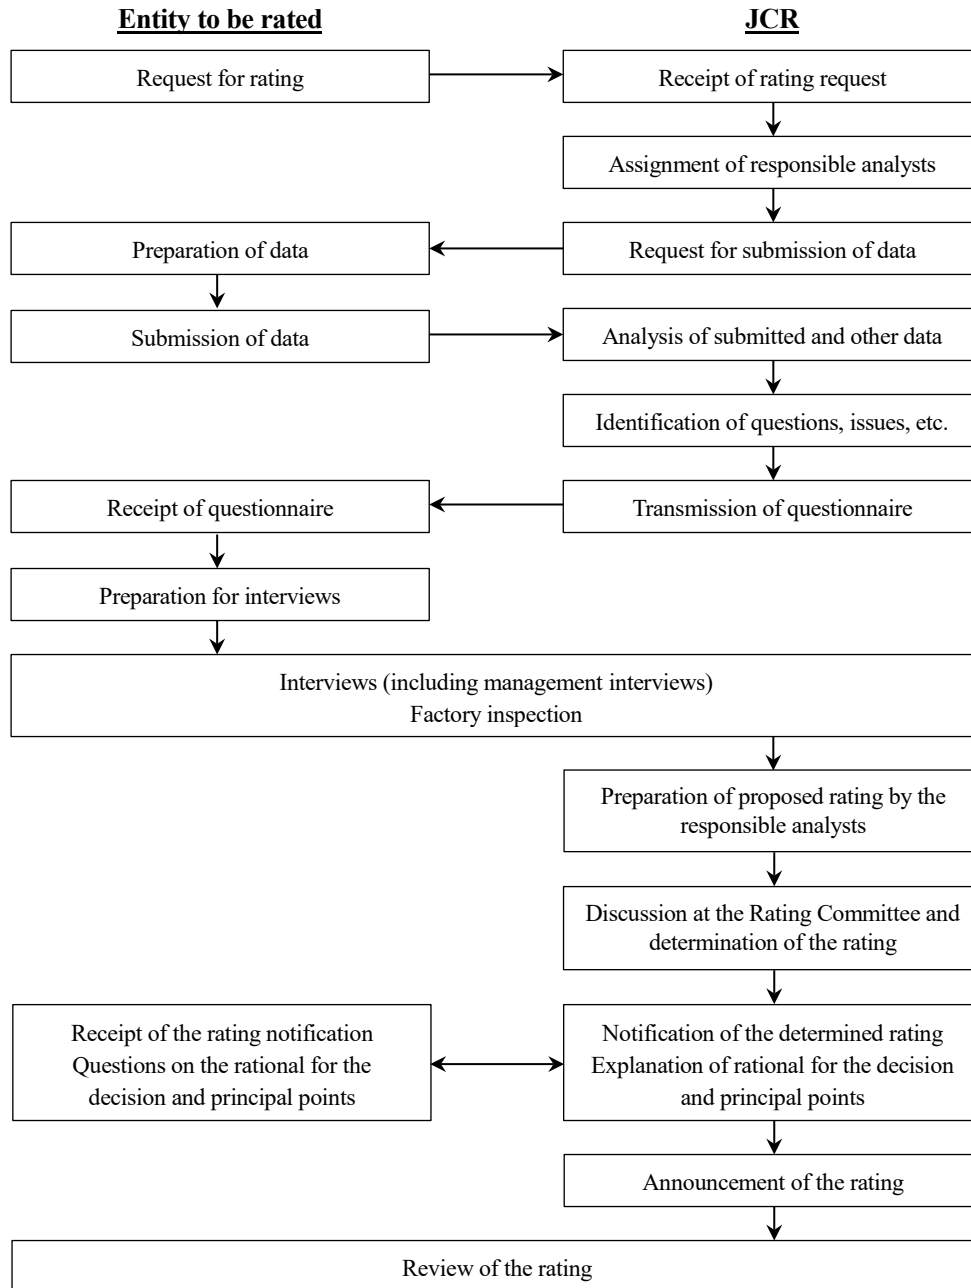 Entity to be rated
JCR
Request for rating
Receipt of rating request
Assignment of responsible analysts
Preparation of data
Request for submission of data
Submission of data
Analysis of submitted and other data
Identification of questions, issues, etc.
Receipt of questionnaire
Transmission of questionnaire
Preparation for interviews
Interviews (including management interviews)
Factory inspection
Preparation of proposed rating by the
responsible analysts
Discussion at the Rating Committee and
determination of the rating
Receipt of the rating notification
Questions on the rational for the
decision and principal points
Notification of the determined rating
Explanation of rational for the decision
and principal points
Announcement of the rating
Review of the rating